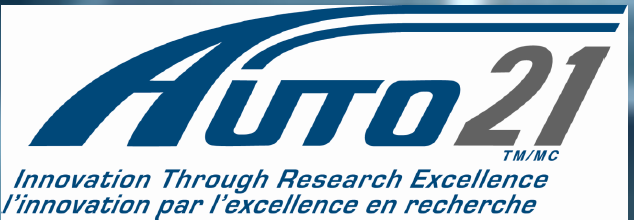 AUTO21
TM/MC
Innovation Through Research Excellence
l'innovation par l'excellence en recherche